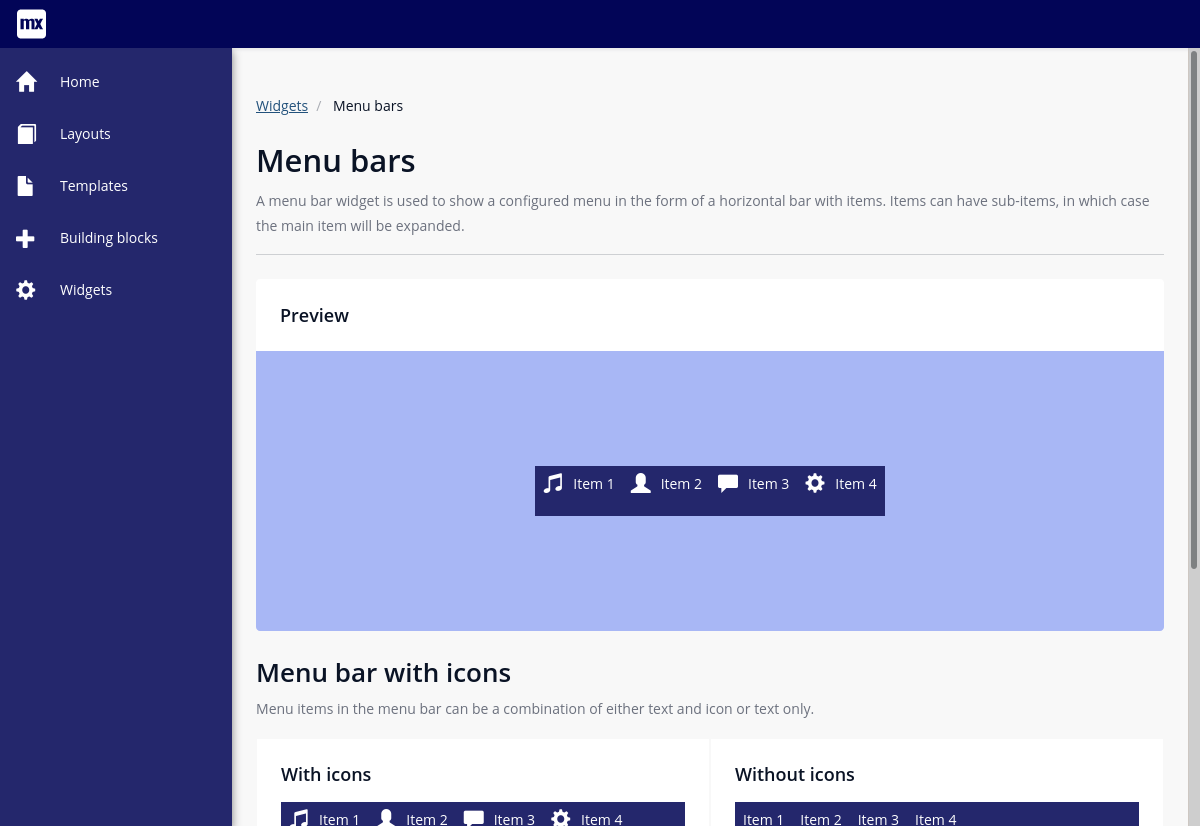 mx
Home
Layouts
Templates
Building blocks
Widgets
Widgets / Menu bars
Menu bars
A menu bar widget is used to show a configured menu in the form of a horizontal bar with items. Items can have sub-items, in which case
the main item will be expanded.
Preview
Item 1 Item 2 Item 3 Item 4
Menu bar with icons
Menu items in the menu bar can be a combination of either text and icon or text only.
With icons
Item 1 Item 2 Item 3 Item 4
Without icons
Item 1 Item 2 Item 3 Item 4